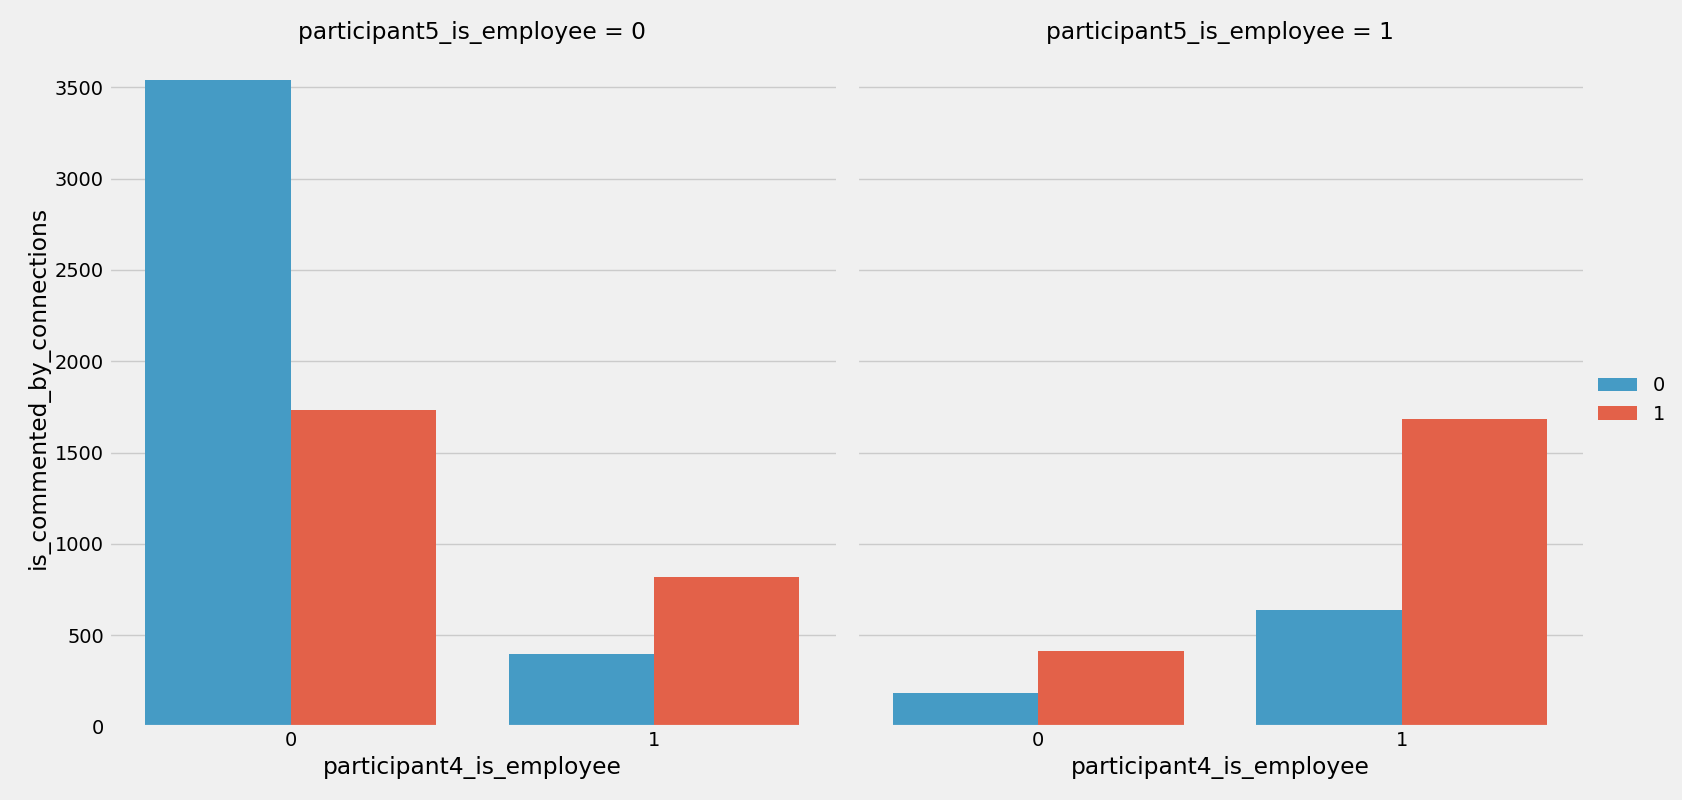 participant5_is_employee = 0
participant5_is_employee = 1
is_commented_by_connections
3500
3000
2500
2000
1500
1000
500
0
0
1
0
1
participant4_is_employee
participant4_is_employee
0
1